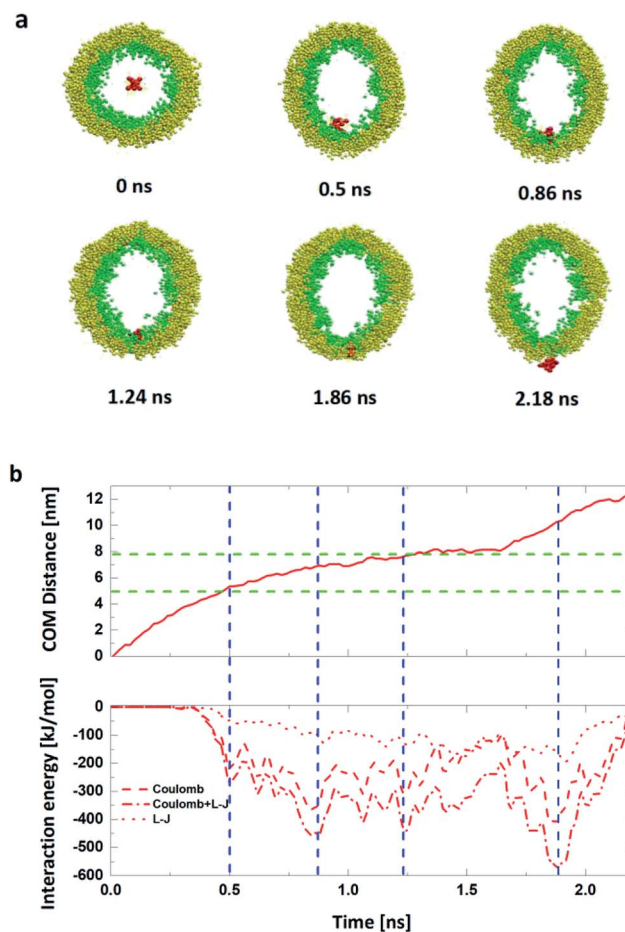 a
0 ns
0.5 ns
0.86 ns
1.24 ns
1.86 ns
2.18 ns
b
COM Distance [nm]
12
10
8
6
4
2
0
Interaction energy [kJ/mol]
0
-100
-200
-300
-400
-500
-600
Coulomb
Coulomb+L-J
L-J
0.0
0.5
1.0
1.5
2.0
Time [ns]